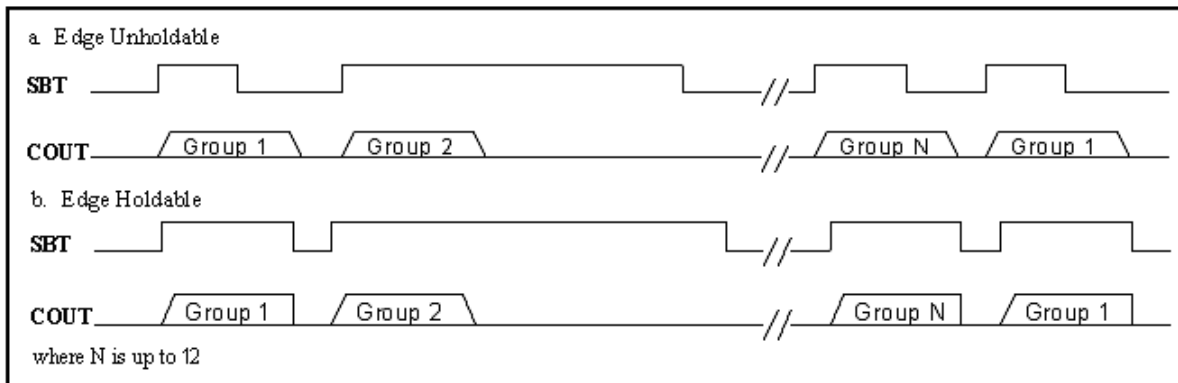 a. Edge Unholdable
SBT
//
COUT Group 1 Group 2 // Group N Group 1
b. Edge Holdable
SBT
//
COUT Group 1 Group 2 // Group N Group 1
where N is up to 12